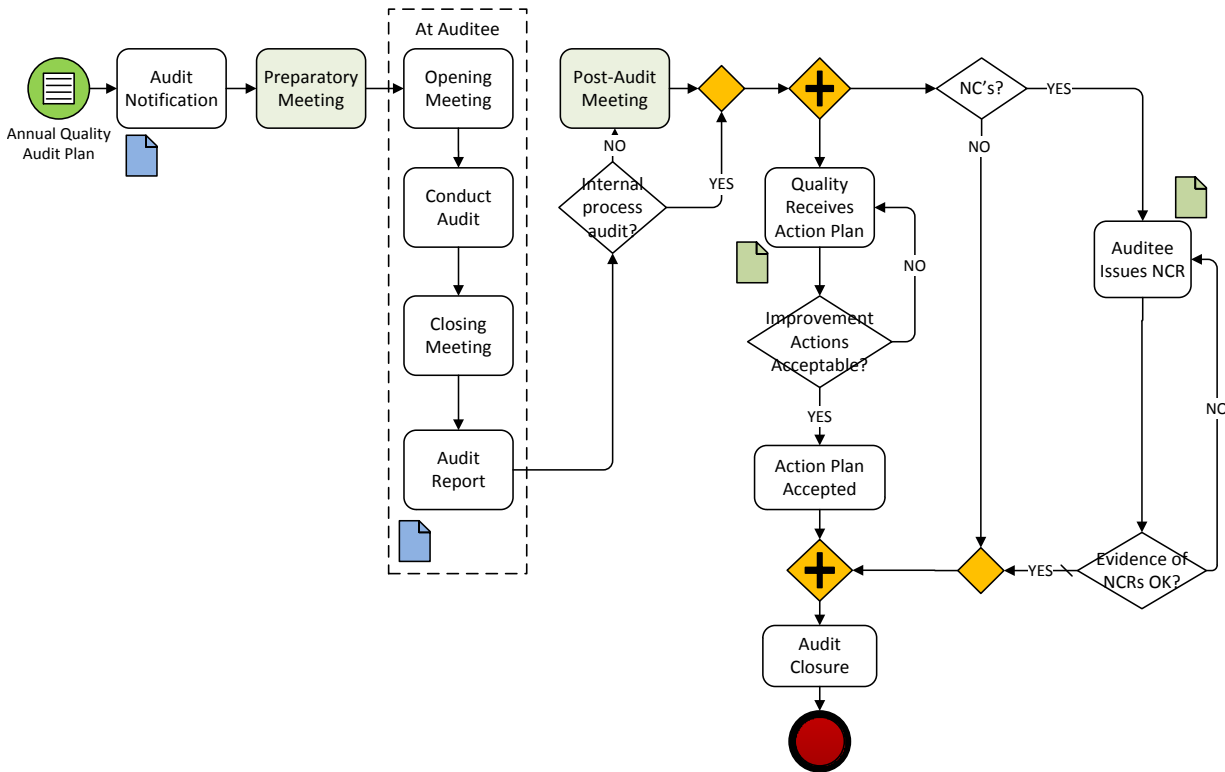 At Auditee
Annual Quality
Audit Plan
Audit
Notification
Preparatory
Meeting
Opening
Meeting
Conduct
Audit
Closing
Meeting
Audit
Report
Post-Audit
Meeting
NO
Internal
process
audit?
YES
Quality
Receives
Action Plan
NO
Improvement
Actions
Acceptable?
YES
Action Plan
Accepted
NC’s?
YES
NO
Auditee
Issues NCR
NO
Evidence of
NCRs OK?
YES
Audit
Closure